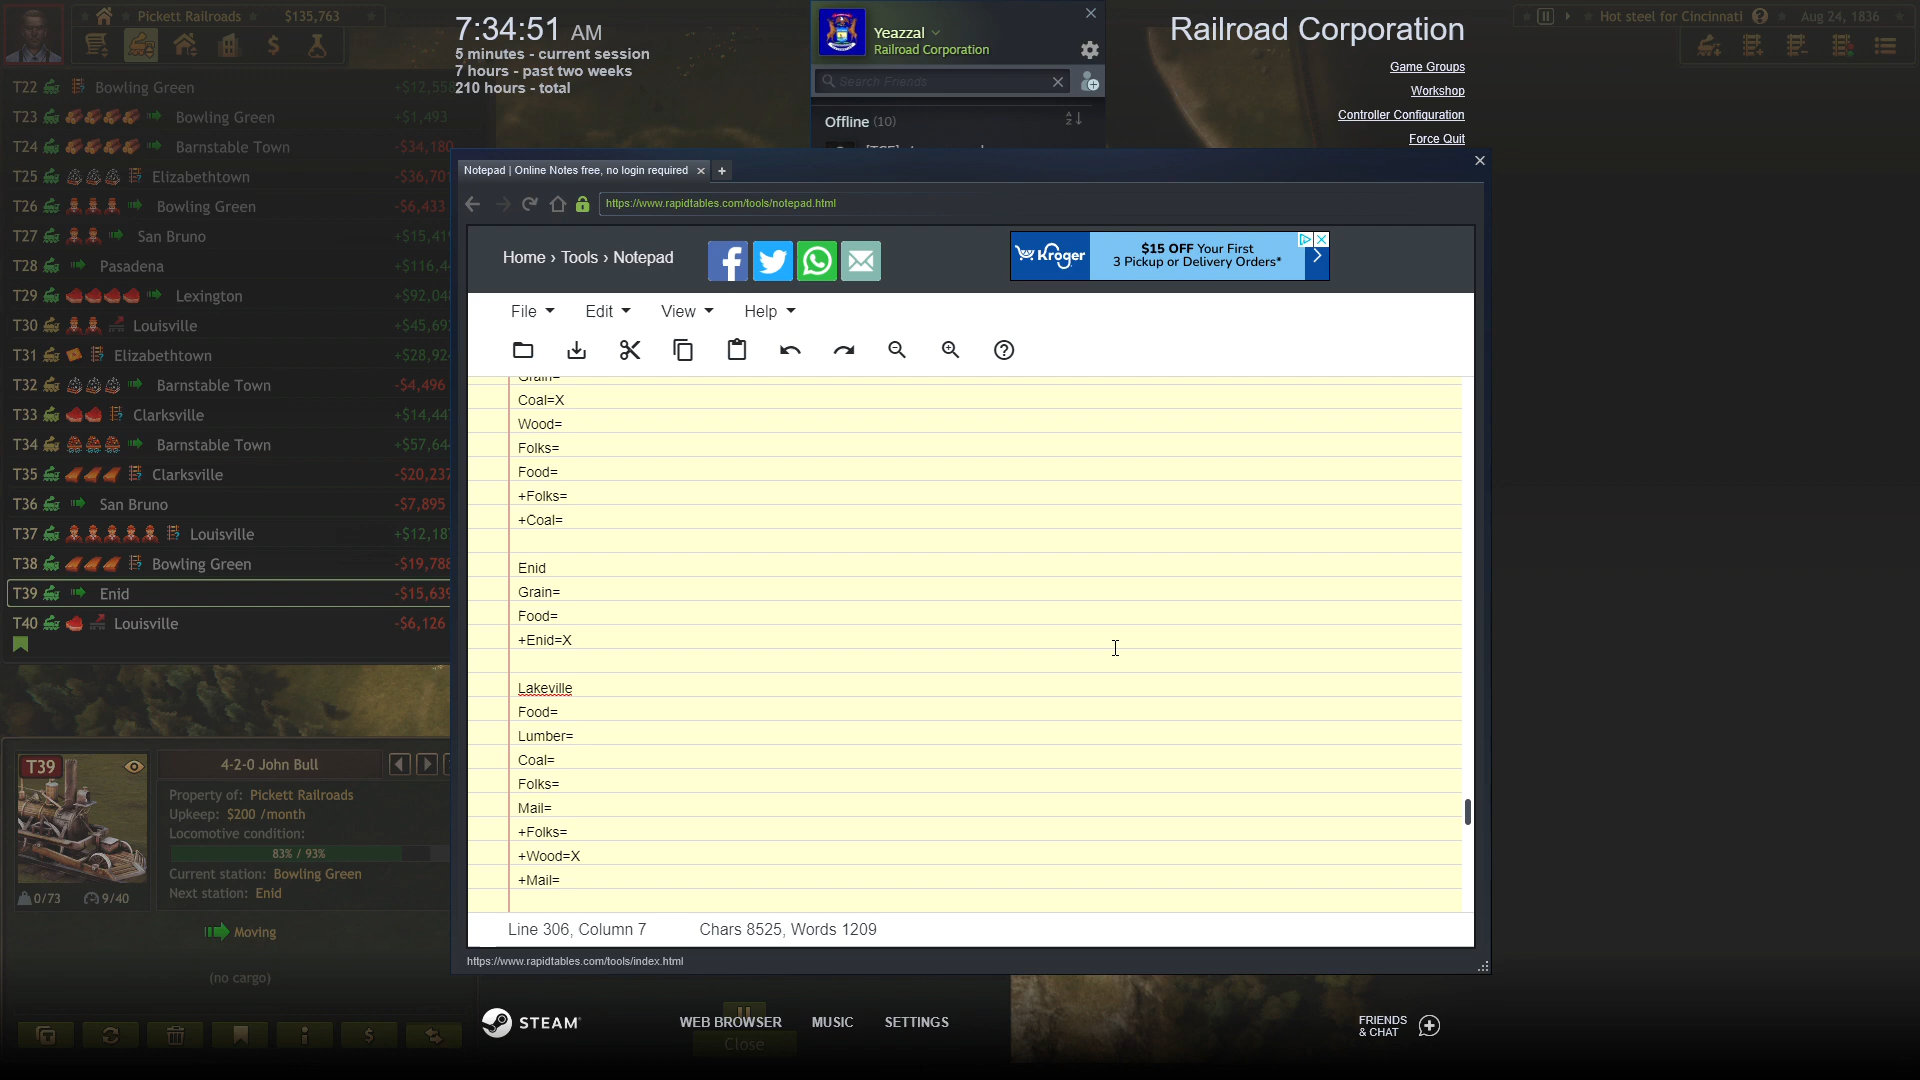 Pickett Railroads $135,763
Hot steel for Cincinnati Aug 24, 1836
T22 Bowling Green
T23 Bowling Green +$1,493
T24 Barnstable Town -$34,180
T25 Elizabethtown
T26 Bowling Green -$6,433
T27 San Bruno
T28 Pasadena
T29 Lexington
T30 Louisville
T31 Elizabethtown
T32 Barnstable Town -$4,496
T33 Clarksville
T34 Barnstable Town
T35 Clarksville
T36 San Bruno -$7,895
T37 Louisville
T38 Bowling Green
T39 Enid
T40 Louisville -$6,126
T39
4-2-0 John Bull
Property of: Pickett Railroads
Upkeep: $200 /month
Locomotive condition:
83% / 93%
Current station: Bowling Green
Next station: Enid
0/73 9/40
Moving
(no cargo)
7:34:51 AM
5 minutes - current session
7 hours - past two weeks
210 hours - total
Yeazzal
Railroad Corporation
Search Friends
Offline (10)
Railroad Corporation
Game Groups
Workshop
Controller Configuration
Force Quit
Notepad | Online Notes free, no login required
https://www.rapidtables.com/tools/notepad.html
Home › Tools › Notepad
Kroger
$15 OFF Your First
3 Pickup or Delivery Orders*
File Edit View Help
Grain=
Coal=X
Wood=
Folks=
Food=
+Folks=
+Coal=
Enid
Grain=
Food=
+Enid=X
Lakeville
Food=
Lumber=
Coal=
Folks=
Mail=
+Folks=
+Wood=X
+Mail=
Line 306, Column 7 Chars 8525, Words 1209
https://www.rapidtables.com/tools/index.html
STEAM
WEB BROWSER MUSIC SETTINGS
Close
FRIENDS
& CHAT